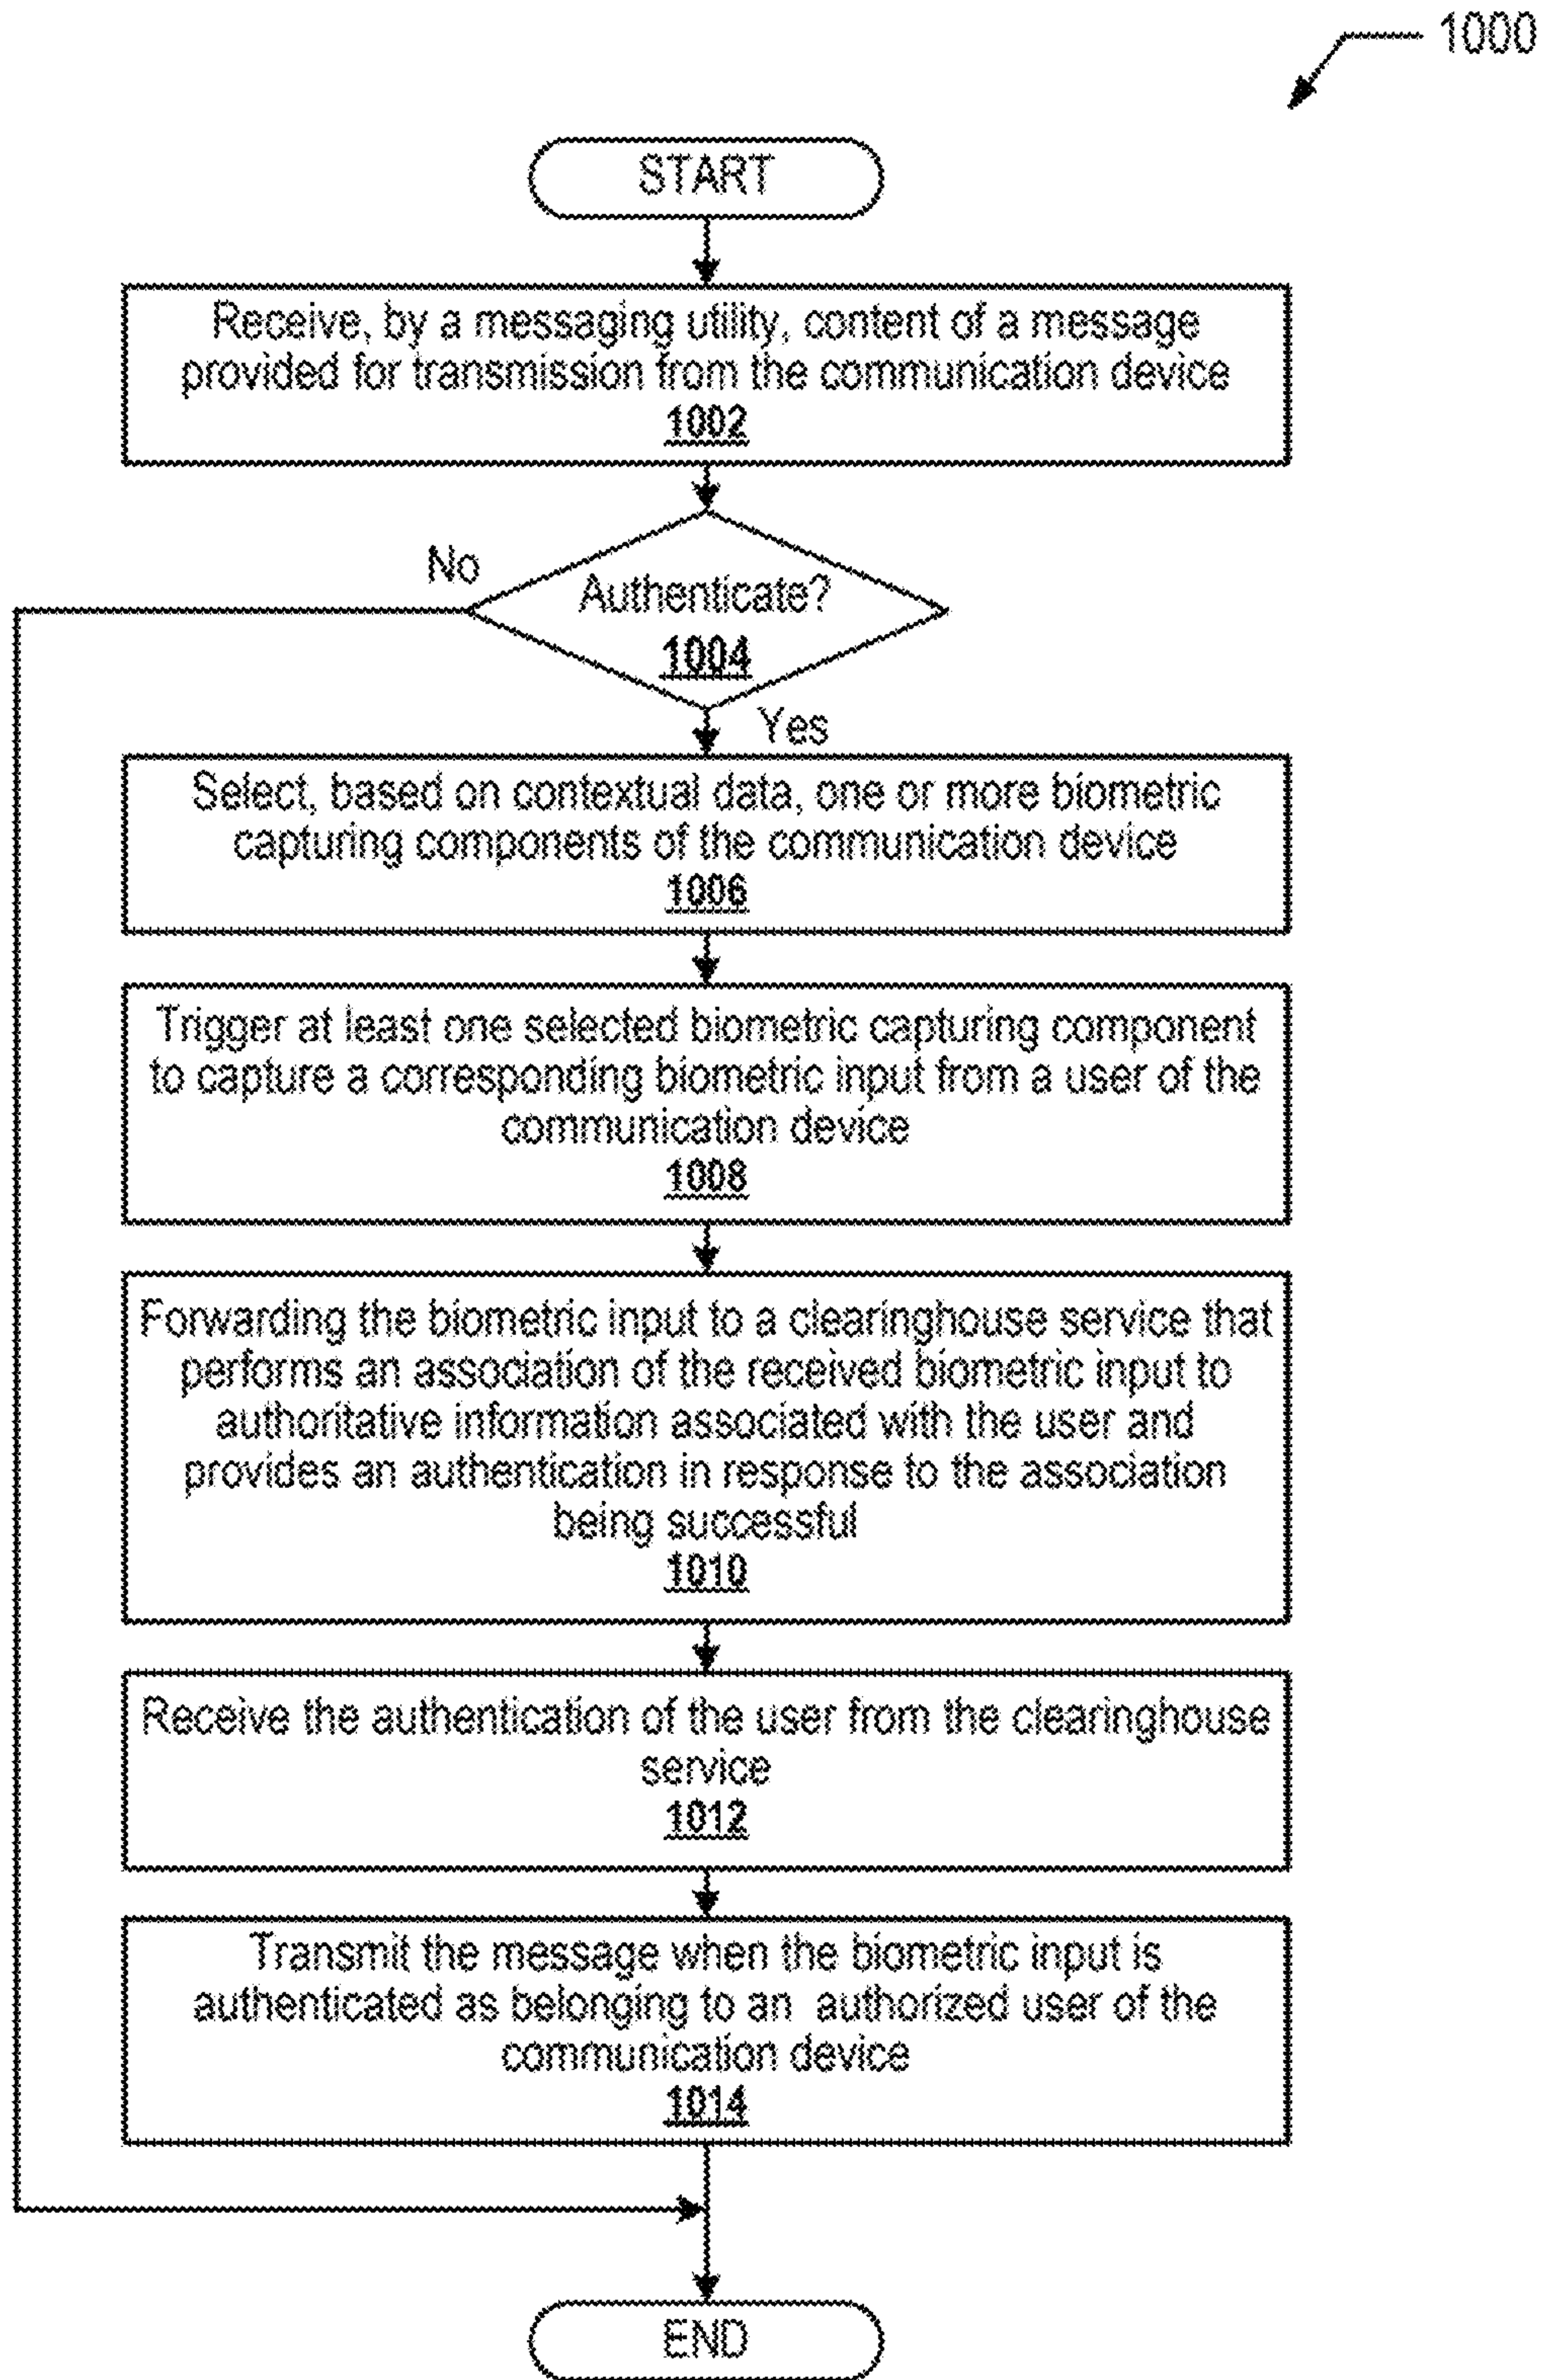 1000
START
Receive, by a messaging utility, content of a message
provided for transmission from the communication device
1002
No
Authenticate?
1004
Yes
Select, based on contextual data, one or more biometric
capturing components of the communication device
1006
Trigger at least one selected biometric capturing component
to capture a corresponding biometric input from a user of the
communication device
1008
Forwarding the biometric input to a clearinghouse service that
performs an association of the received biometric input to
authoritative information associated with the user and
provides an authentication in response to the association
being successful
1010
Receive the authentication of the user from the clearinghouse
service
1012
Transmit the message when the biometric input is
authenticated as belonging to an authorized user of the
communication device
1014
END